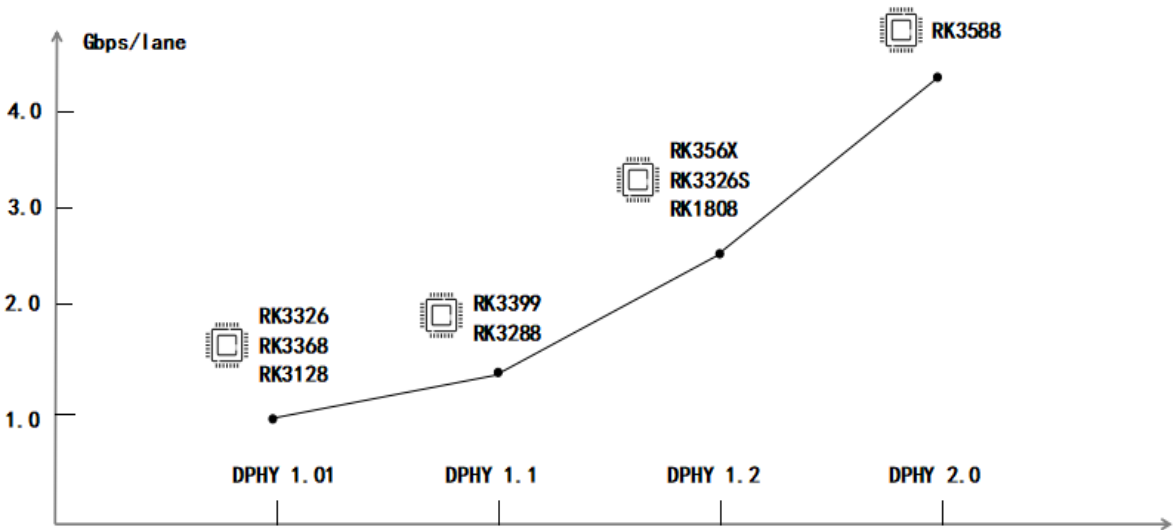 Gbps/lane
RK3588
4.0
RK356X
RK3326S
RK1808
3.0
2.0
RK3399
RK3288
RK3326
RK3368
RK3128
1.0
DPHY 1.01
DPHY 1.1
DPHY 1.2
DPHY 2.0